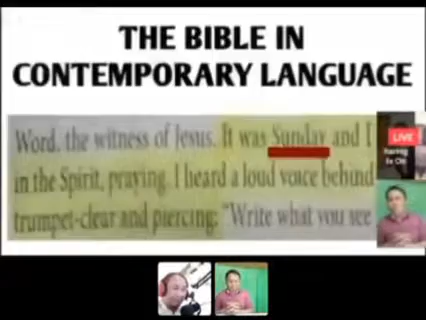 THE BIBLE IN
CONTEMPORARY LANGUAGE
Word, the witness of Jesus. It was Sunday and I
in the Spirit, praying. I heard a loud voice behind
trumpet-clear and piercing: "Write what you see
LIVE